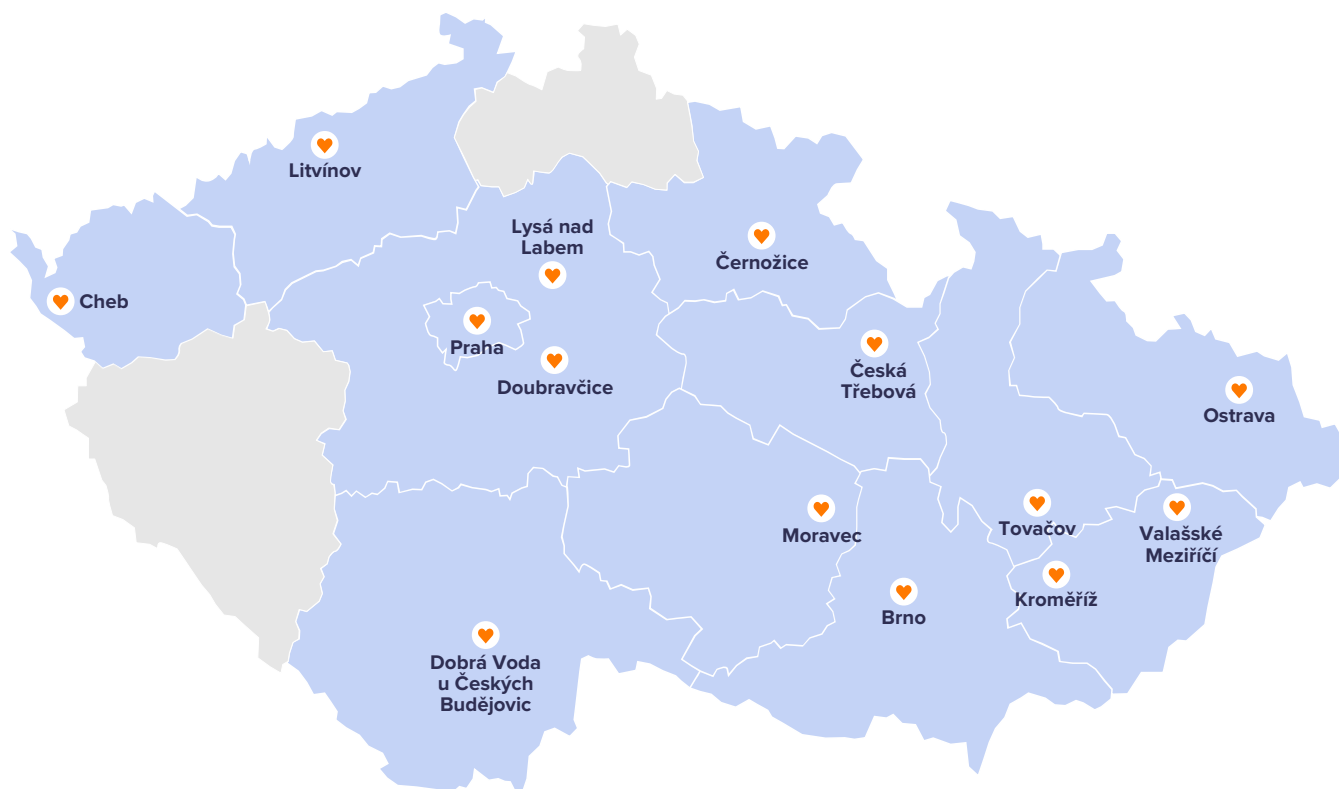 Litvínov
Lysá nad
Labem
Černožice
Cheb
Praha
Doubravčice
Česká
Třebová
Ostrava
Moravec
Tovačov
Valašské
Meziříčí
Kroměříž
Brno
Dobrá Voda
u Českých
Budějovic